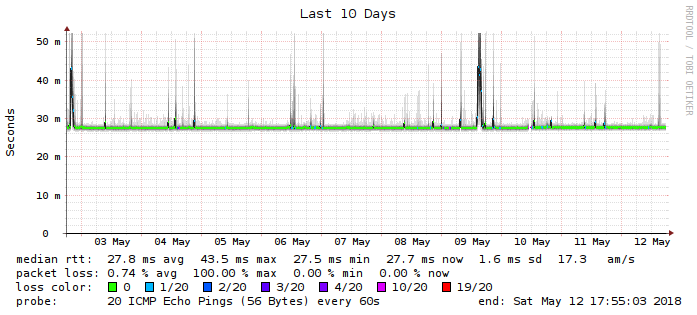 Last 10 Days
RRDTOOL / TOBI OETIKER
Seconds
50 m
40 m
30 m
20 m
10 m
0
03 May 04 May 05 May 06 May 07 May 08 May 09 May 10 May 11 May 12 May
median rtt: 27.8 ms avg 43.5 ms max 27.5 ms min 27.7 ms now 1.6 ms sd 17.3 am/s
packet loss: 0.74 % avg 100.00 % max 0.00 % min 0.00 % now
loss color: 0 1/20 2/20 3/20 4/20 10/20 19/20
probe: 20 ICMP Echo Pings (56 Bytes) every 60s end: Sat May 12 17:55:03 2018